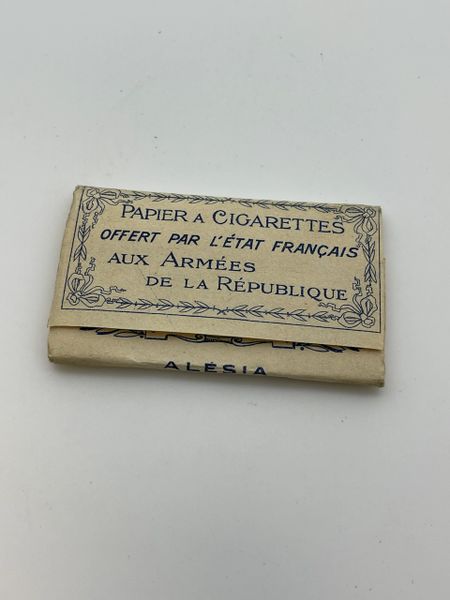 PAPIER A CIGARETTES
OFFERT PAR L'ÉTAT FRANÇAIS
AUX ARMÉES
DE LA RÉPUBLIQUE
ALÉSIA